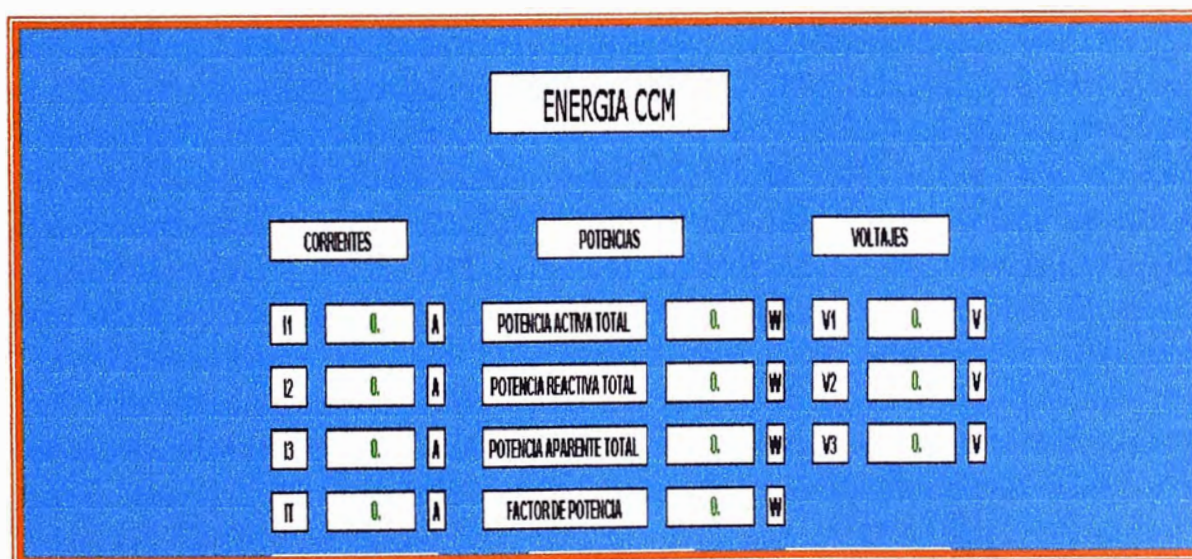 ENERGIA CCM
CORRIENTES POTENCIAS VOLTAJES
I1 0. A POTENCIA ACTIVA TOTAL 0. W V1 0. V
I2 0. A POTENCIA REACTIVA TOTAL 0. W V2 0. V
I3 0. A POTENCIA APARENTE TOTAL 0. W V3 0. V
IT 0. A FACTOR DE POTENCIA 0. W